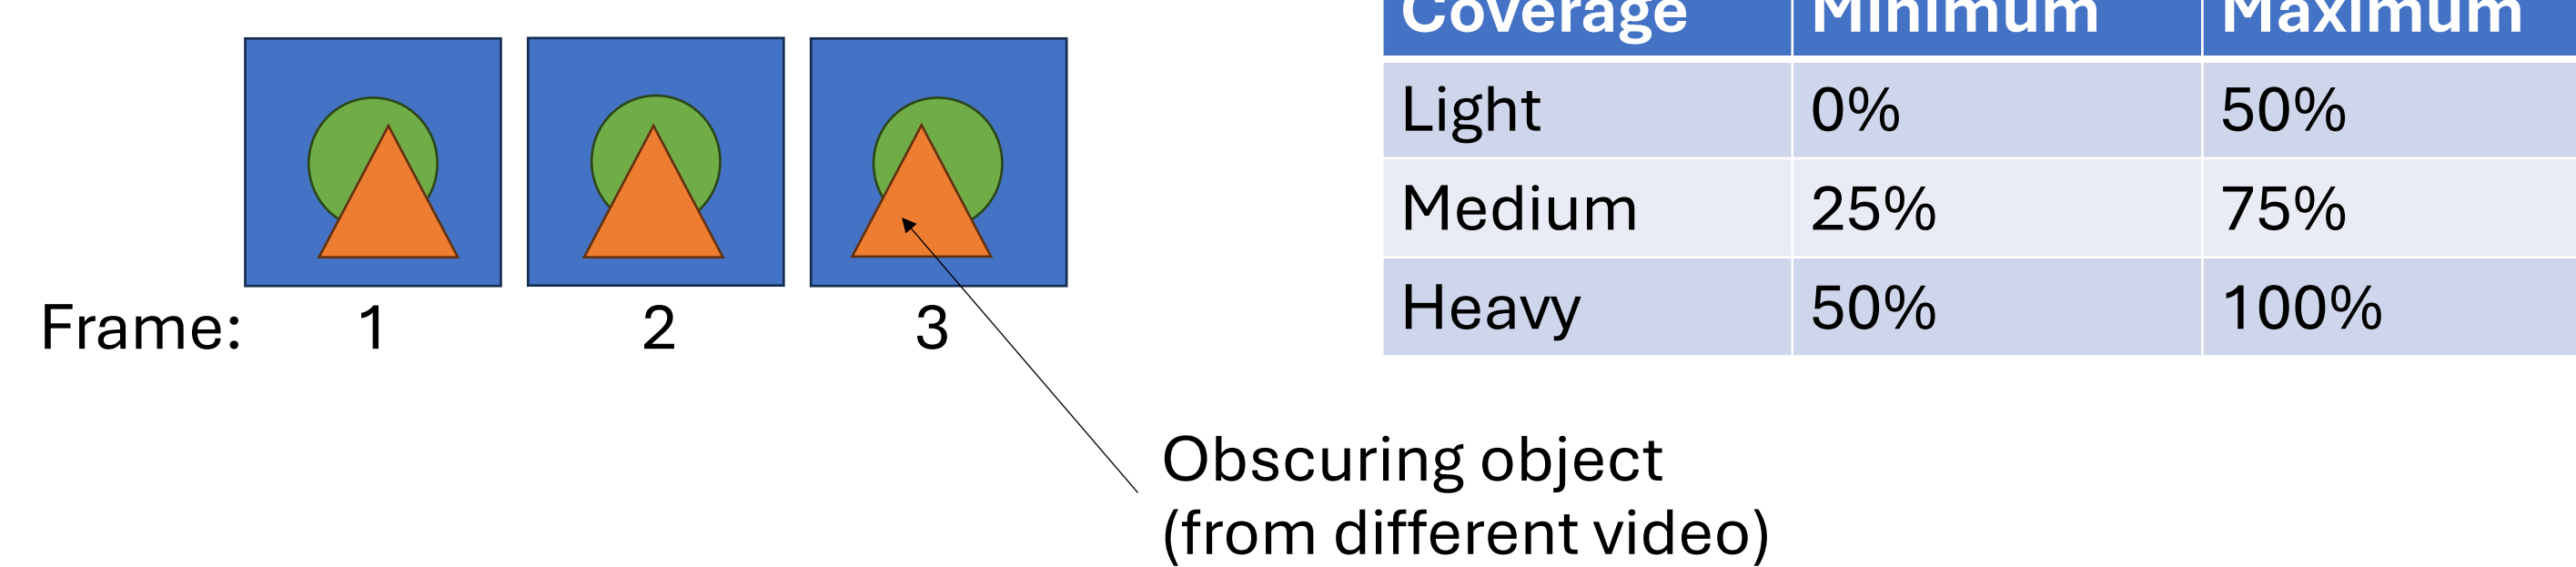 Coverage Minimum Maximum
Light 0% 50%
Medium 25% 75%
Heavy 50% 100%
Frame: 1 2 3
Obscuring object
(from different video)